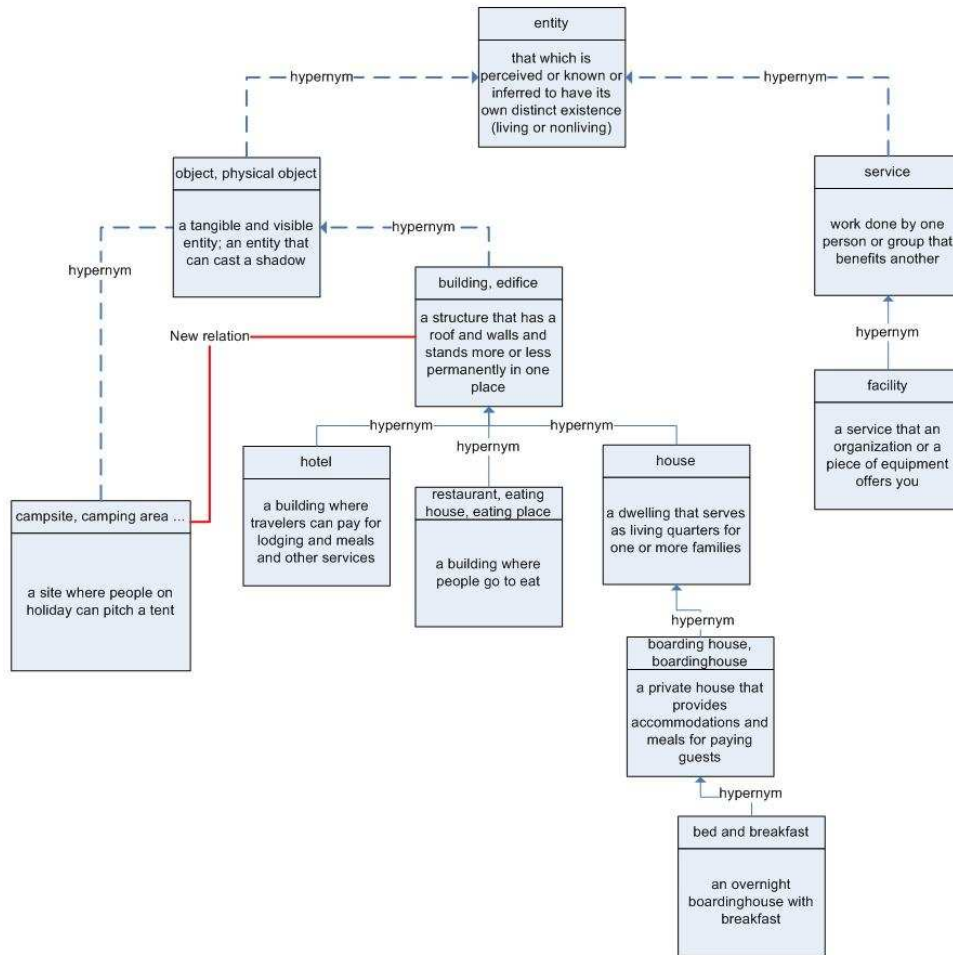 entity
that which is
perceived or known or
inferred to have its
own distinct existence
(living or nonliving)
hypernym
hypernym
object, physical object
a tangible and visible
entity; an entity that
can cast a shadow
service
work done by one
person or group that
benefits another
hypernym
hypernym
building, edifice
a structure that has a
roof and walls and
stands more or less
permanently in one
place
New relation
hypernym
facility
a service that an
organization or a
piece of equipment
offers you
hypernym
hypernym
hypernym
hotel
a building where
travelers can pay for
lodging and meals
and other services
restaurant, eating
house, eating place
a building where
people go to eat
house
a dwelling that serves
as living quarters for
one or more families
campsite, camping area ...
a site where people on
holiday can pitch a tent
hypernym
boarding house,
boardinghouse
a private house that
provides
accommodations and
meals for paying
guests
hypernym
bed and breakfast
an overnight
boardinghouse with
breakfast